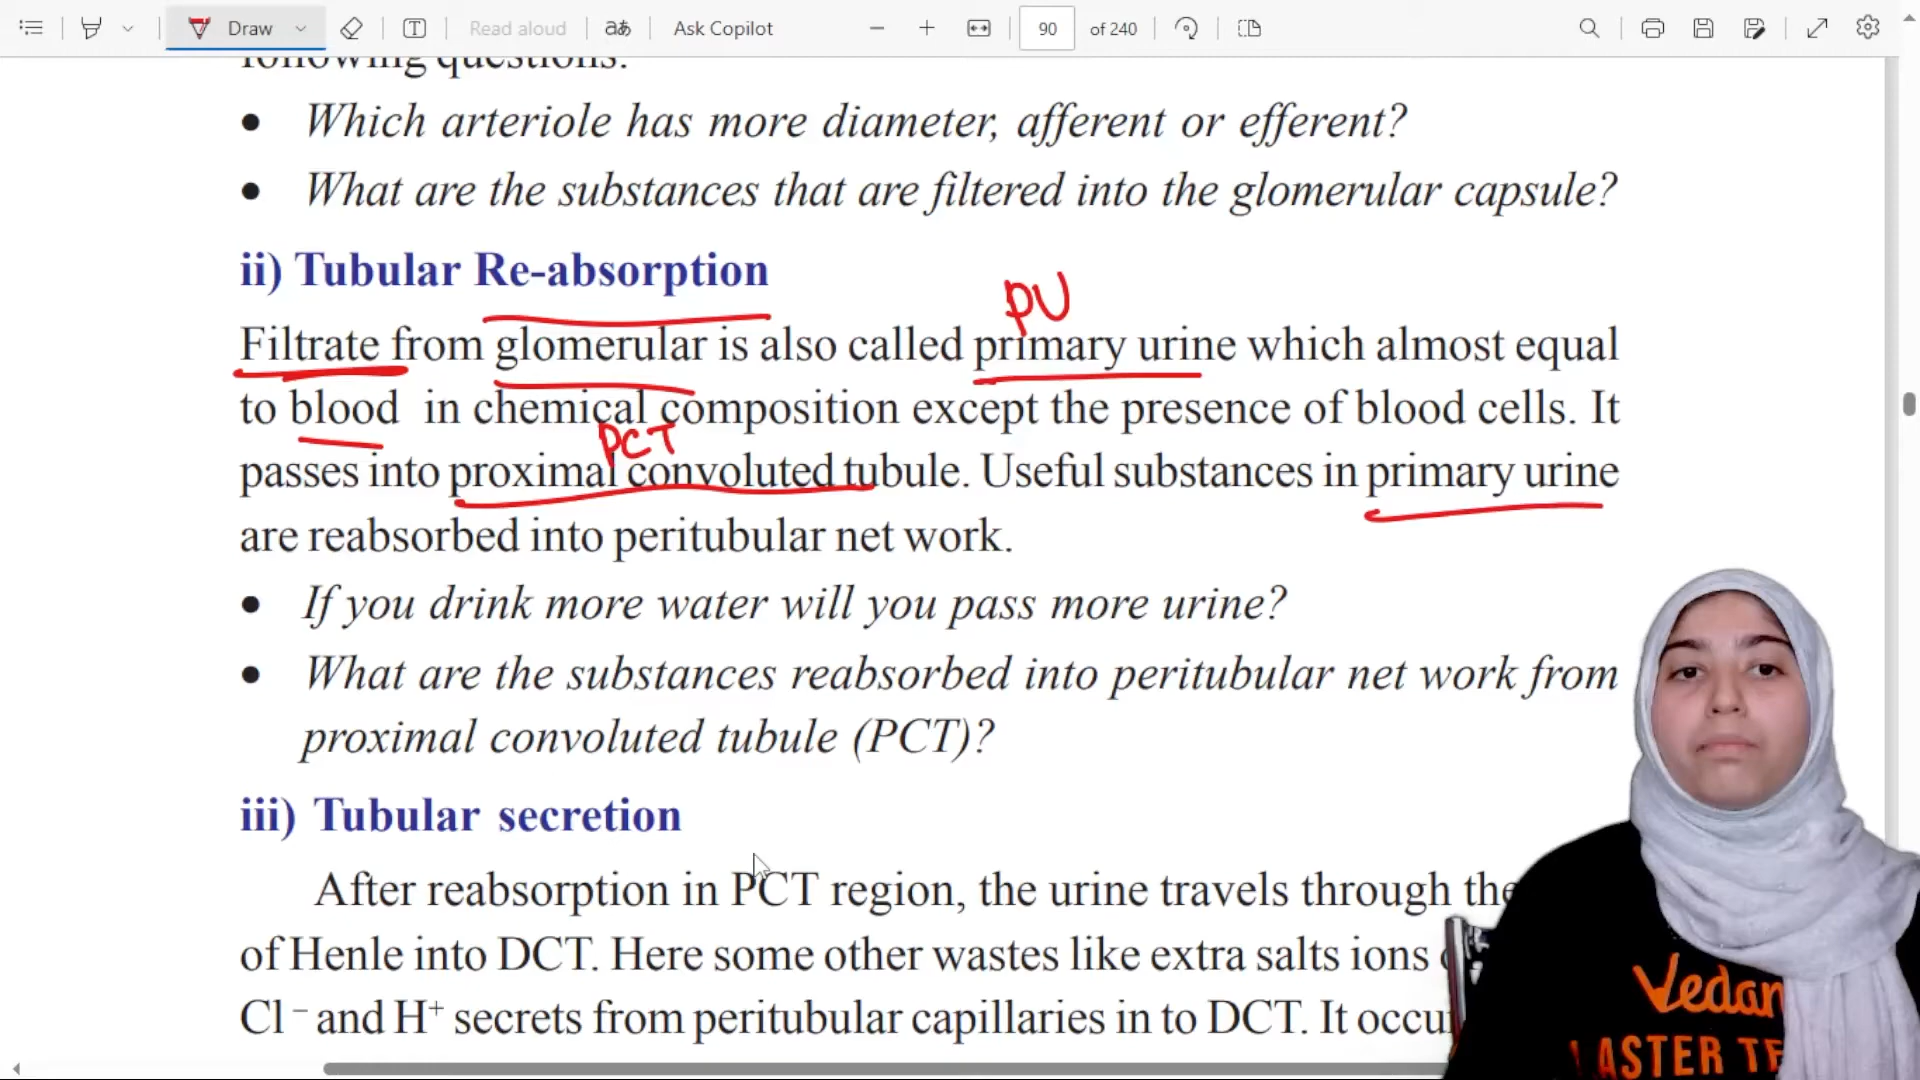 Draw
Read aloud
aあ
Ask Copilot
90
of 240
following questions.
• Which arteriole has more diameter, afferent or efferent?
• What are the substances that are filtered into the glomerular capsule?
ii) Tubular Re-absorption
PU
Filtrate from glomerular is also called primary urine which almost equal
to blood in chemical composition except the presence of blood cells. It
PCT
passes into proximal convoluted tubule. Useful substances in primary urine
are reabsorbed into peritubular net work.
• If you drink more water will you pass more urine?
• What are the substances reabsorbed into peritubular net work from
proximal convoluted tubule (PCT)?
iii) Tubular secretion
After reabsorption in PCT region, the urine travels through the
of Henle into DCT. Here some other wastes like extra salts ions
Cl⁻ and H⁺ secrets from peritubular capillaries in to DCT. It
Vedan
ASTER TE